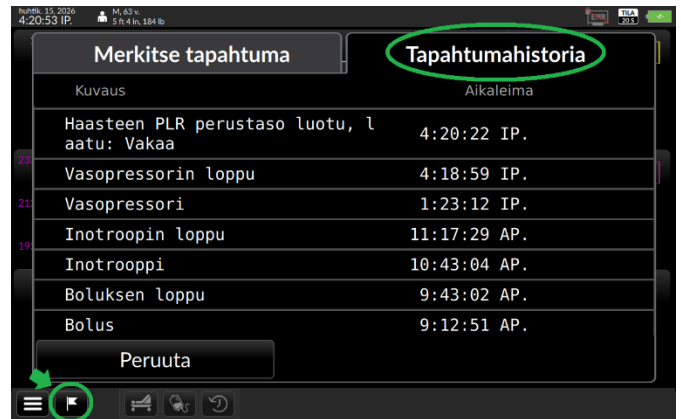 huhtik. 15, 2026
4:20:53 IP.
M, 63 v.
5 ft 4 in, 184 lb
EMR
TILA
20 S
Merkitse tapahtuma
Tapahtumahistoria
Kuvaus
Aikaleima
Haasteen PLR perustaso luotu, l
aatu: Vakaa
4:20:22 IP.
Vasopressorin loppu
4:18:59 IP.
Vasopressori
1:23:12 IP.
Inotroopin loppu
11:17:29 AP.
Inotrooppi
10:43:04 AP.
Boluksen loppu
9:43:02 AP.
Bolus
9:12:51 AP.
Peruuta